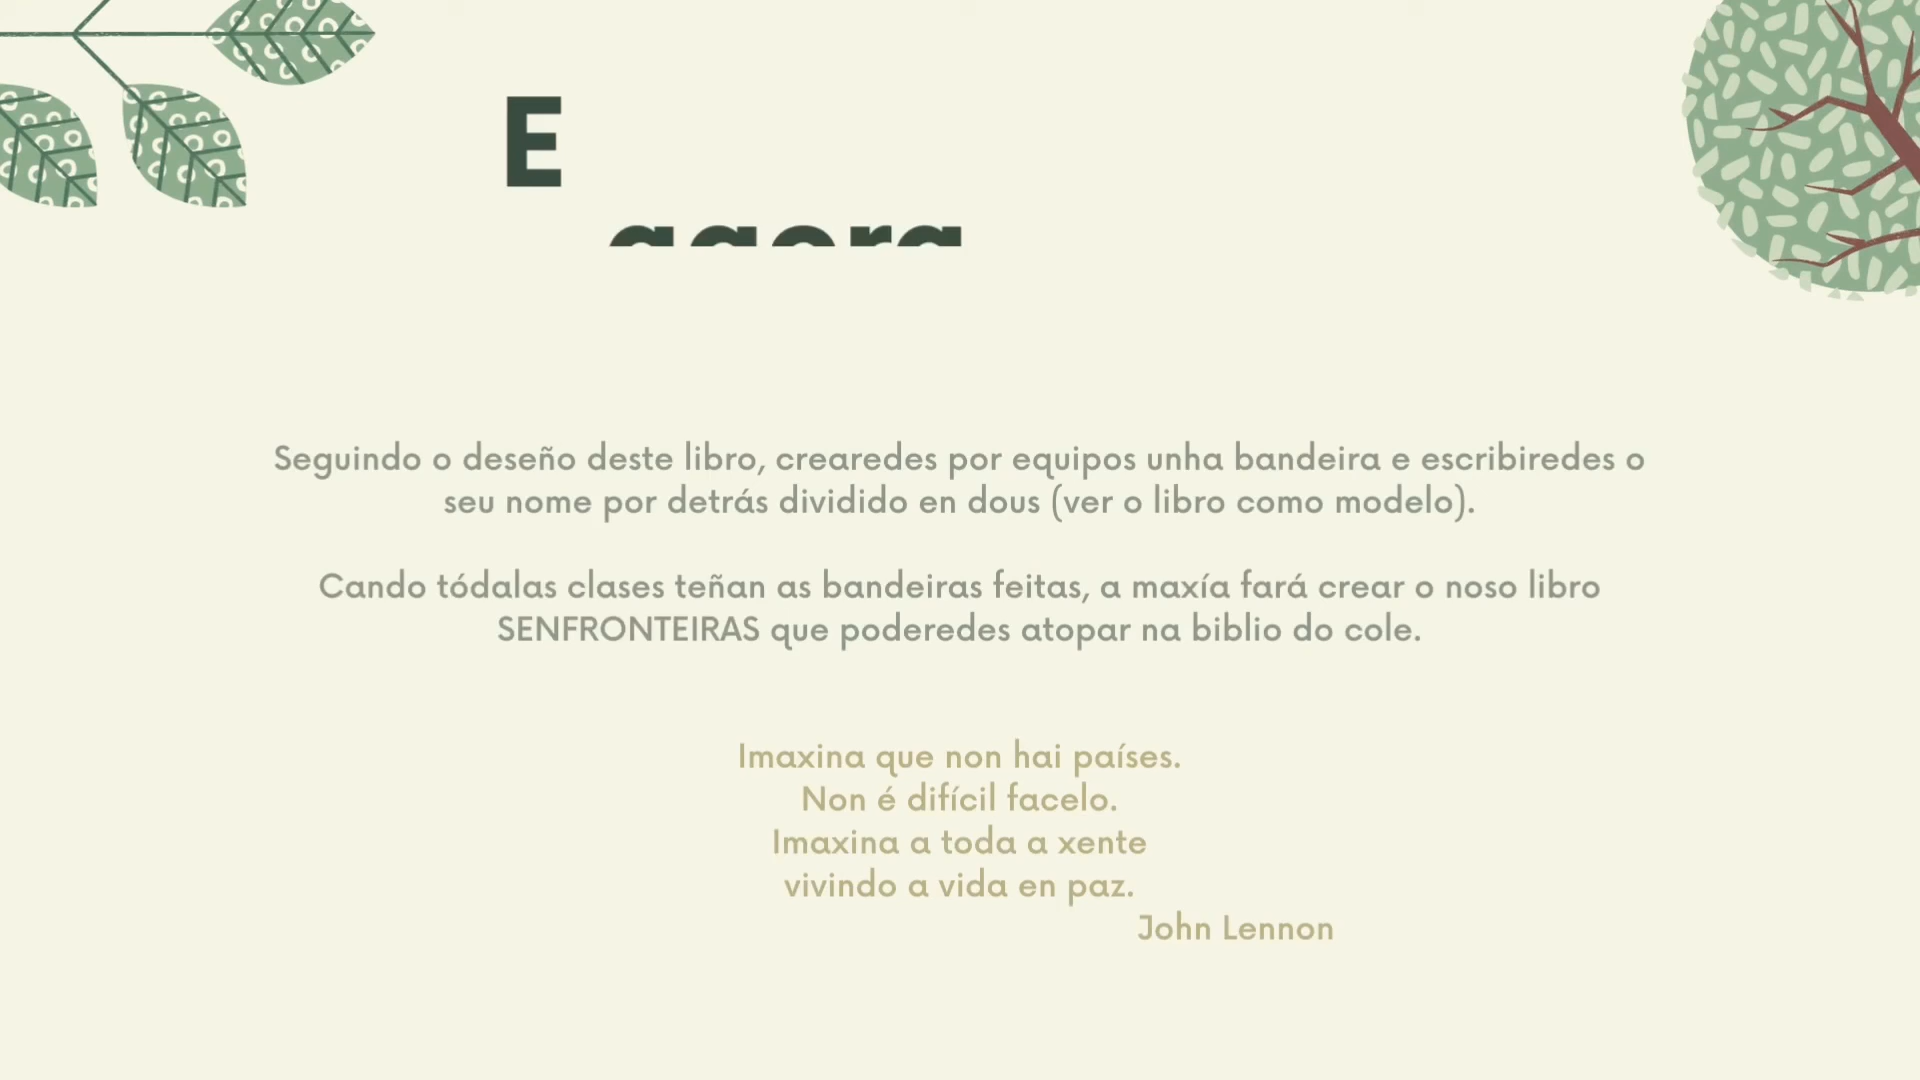 E
agora
Seguindo o deseño deste libro, crearedes por equipos unha bandeira e escribiredes o
seu nome por detrás dividido en dous (ver o libro como modelo).
Cando tódalas clases teñan as bandeiras feitas, a maxía fará crear o noso libro
SENFRONTEIRAS que poderedes atopar na biblio do cole.
Imaxina que non hai países.
Non é difícil facelo.
Imaxina a toda a xente
vivindo a vida en paz.
John Lennon